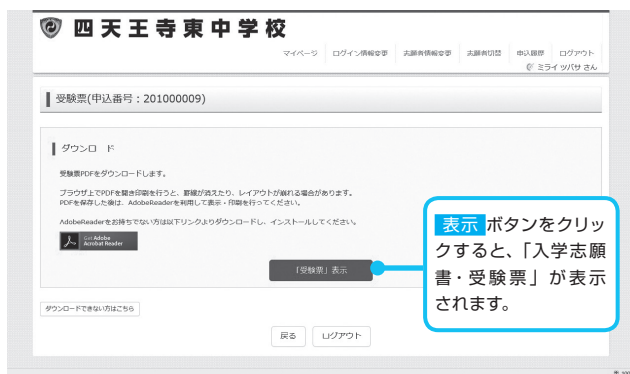 四天王寺東中学校
マイページ ログイン情報変更 志願者情報変更 志願者切替 申込履歴 ログアウト
ミライ ツバサ さん
受験票(申込番号：201000009)
ダウンロード
受験票PDFをダウンロードします。
ブラウザ上でPDFを開き印刷を行うと、罫線が消えたり、レイアウトが崩れる場合があります。
PDFを保存した後は、AdobeReaderを利用して表示・印刷を行ってください。
AdobeReaderをお持ちでない方は以下リンクよりダウンロードし、インストールしてください。
Get Adobe
Acrobat Reader
「受験票」表示
表示 ボタンをクリッ
クすると、「入学志願
書・受験票」が表示
されます。
ダウンロードできない方はこちら
戻る ログアウト